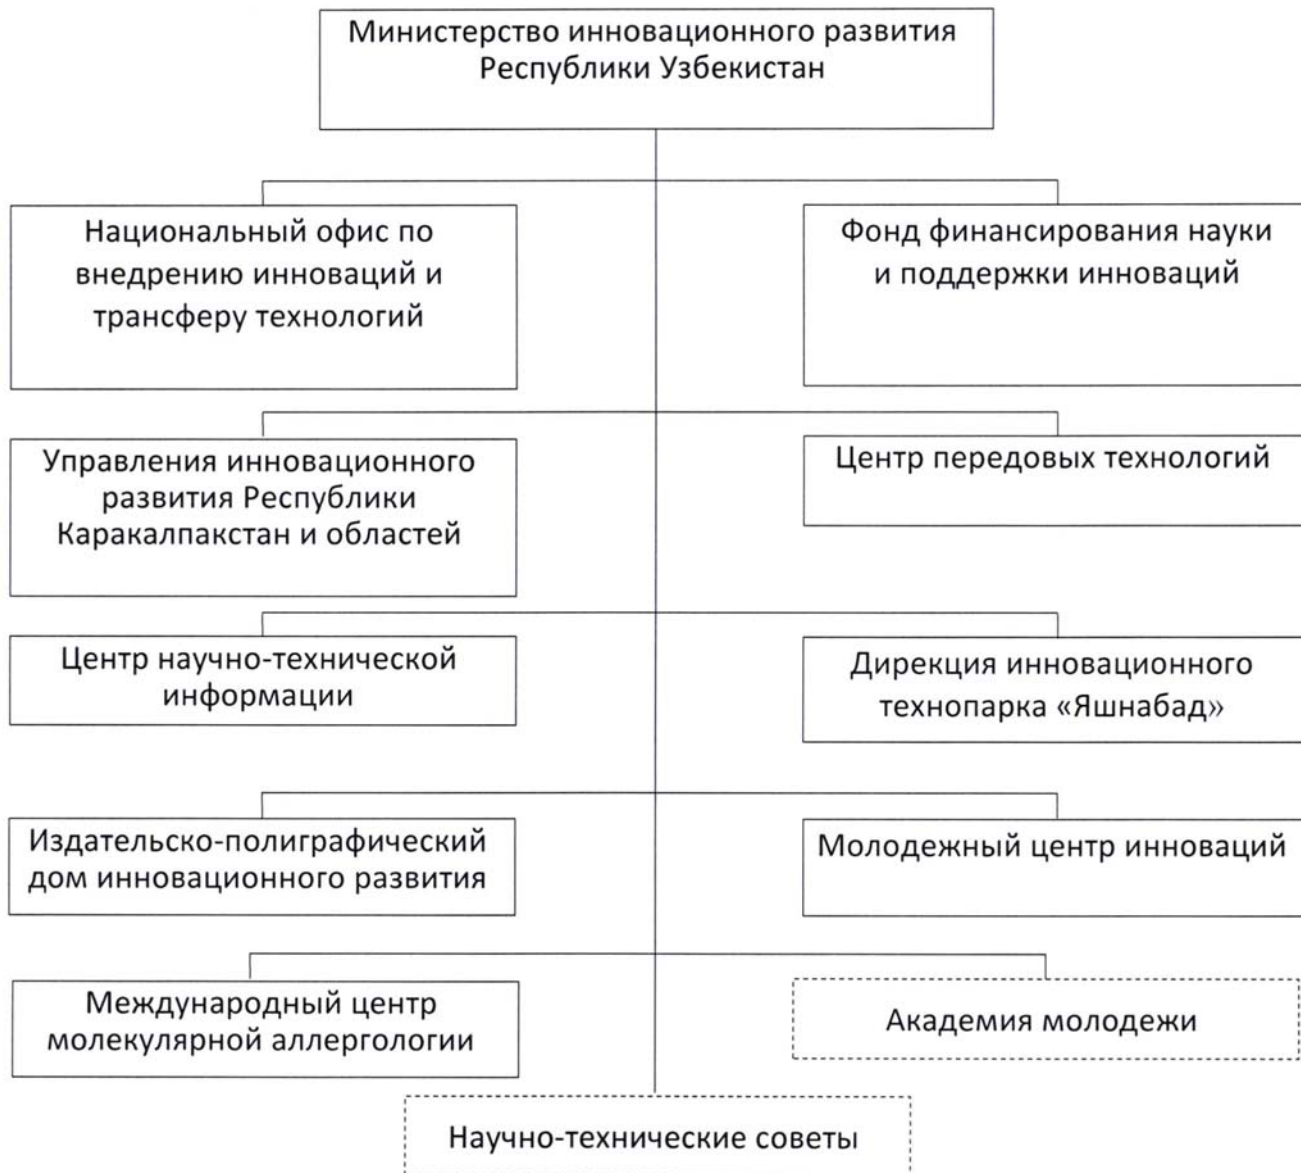 Министерство инновационного развития
Республики Узбекистан
Национальный офис по
внедрению инноваций и
трансферу технологий
Фонд финансирования науки
и поддержки инноваций
Управления инновационного
развития Республики
Каракалпакстан и областей
Центр передовых технологий
Центр научно-технической
информации
Дирекция инновационного
технопарка «Яшнабад»
Издательско-полиграфический
дом инновационного развития
Молодежный центр инноваций
Международный центр
молекулярной аллергологии
Академия молодежи
Научно-технические советы